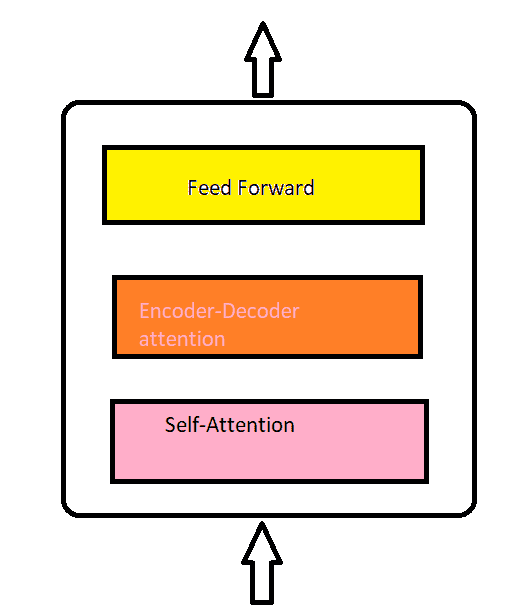 Feed Forward
Encoder-Decoder
attention
Self-Attention